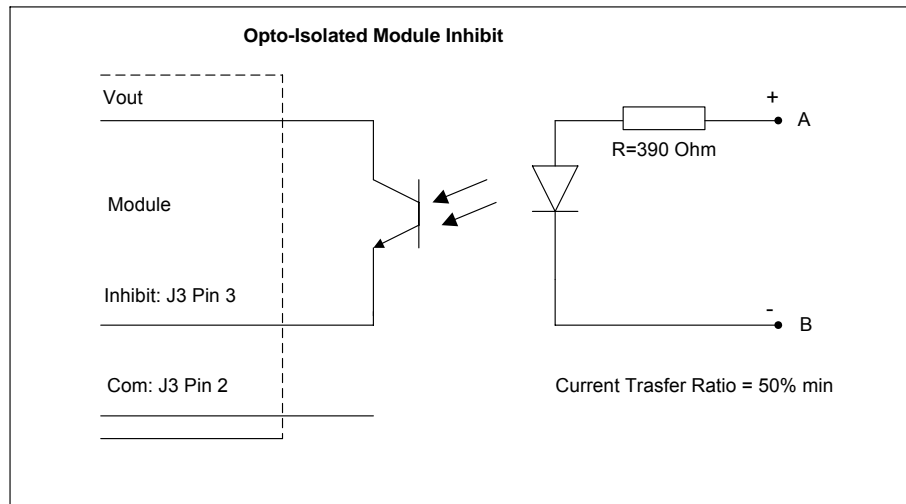 Opto-Isolated Module Inhibit
Vout
+
A
R=390 Ohm
Module
Inhibit: J3 Pin 3
-
B
Com: J3 Pin 2
Current Trasfer Ratio = 50% min